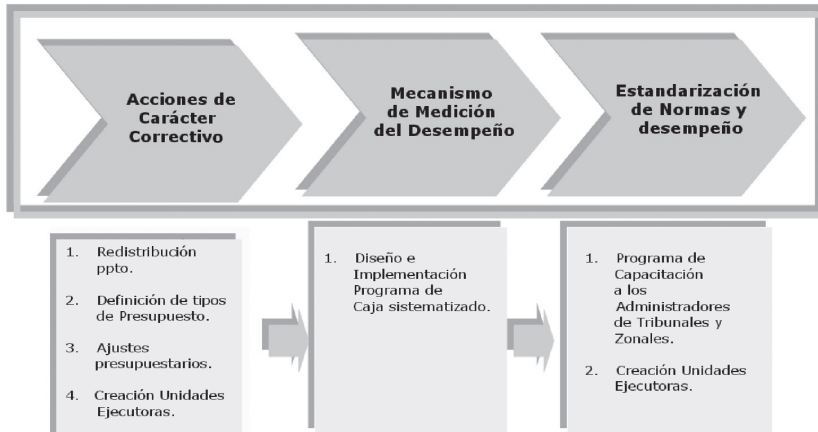 Acciones de
Carácter
Correctivo
Mecanismo
de Medición
del Desempeño
Estandarización
de Normas y
desempeño
1. Redistribución
ppto.
2. Definición de tipos
de Presupuesto.
3. Ajustes
presupuestarios.
4. Creación Unidades
Ejecutoras.
1. Diseño e
Implementación
Programa de
Caja sistematizado.
1. Programa de
Capacitación
a los
Administradores
de Tribunales y
Zonales.
2. Creación Unidades
Ejecutoras.